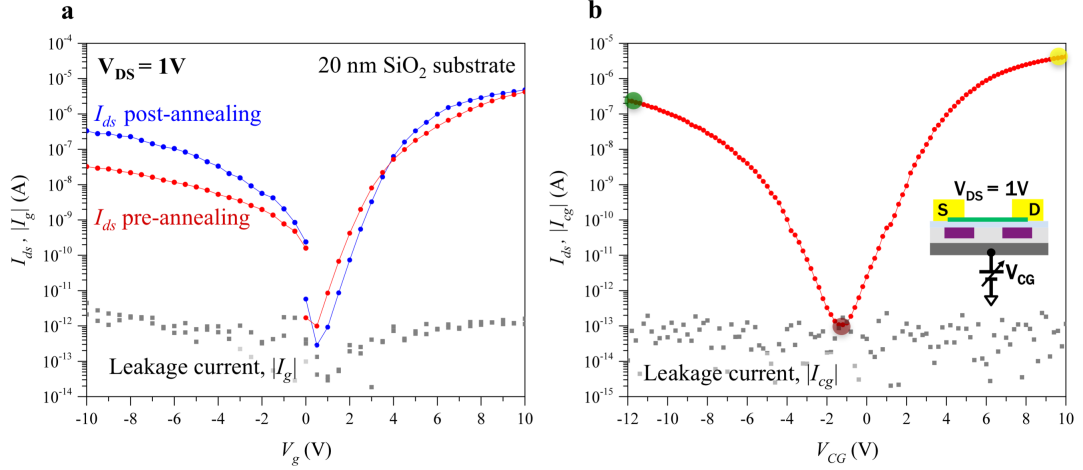 a
10⁻⁴
10⁻⁵
10⁻⁶
10⁻⁷
10⁻⁸
10⁻⁹
10⁻¹⁰
10⁻¹¹
10⁻¹²
10⁻¹³
10⁻¹⁴
I_ds , |I_g| (A)
V_DS = 1V
20 nm SiO₂ substrate
I_ds post-annealing
I_ds pre-annealing
Leakage current, |I_g|
-10 -8 -6 -4 -2 0 2 4 6 8 10
V_g (V)
b
10⁻⁵
10⁻⁶
10⁻⁷
10⁻⁸
10⁻⁹
10⁻¹⁰
10⁻¹¹
10⁻¹²
10⁻¹³
10⁻¹⁴
10⁻¹⁵
I_ds , |I_cg| (A)
V_DS = 1V
S D
V_CG
Leakage current, |I_cg|
-12 -10 -8 -6 -4 -2 0 2 4 6 8 10
V_CG (V)